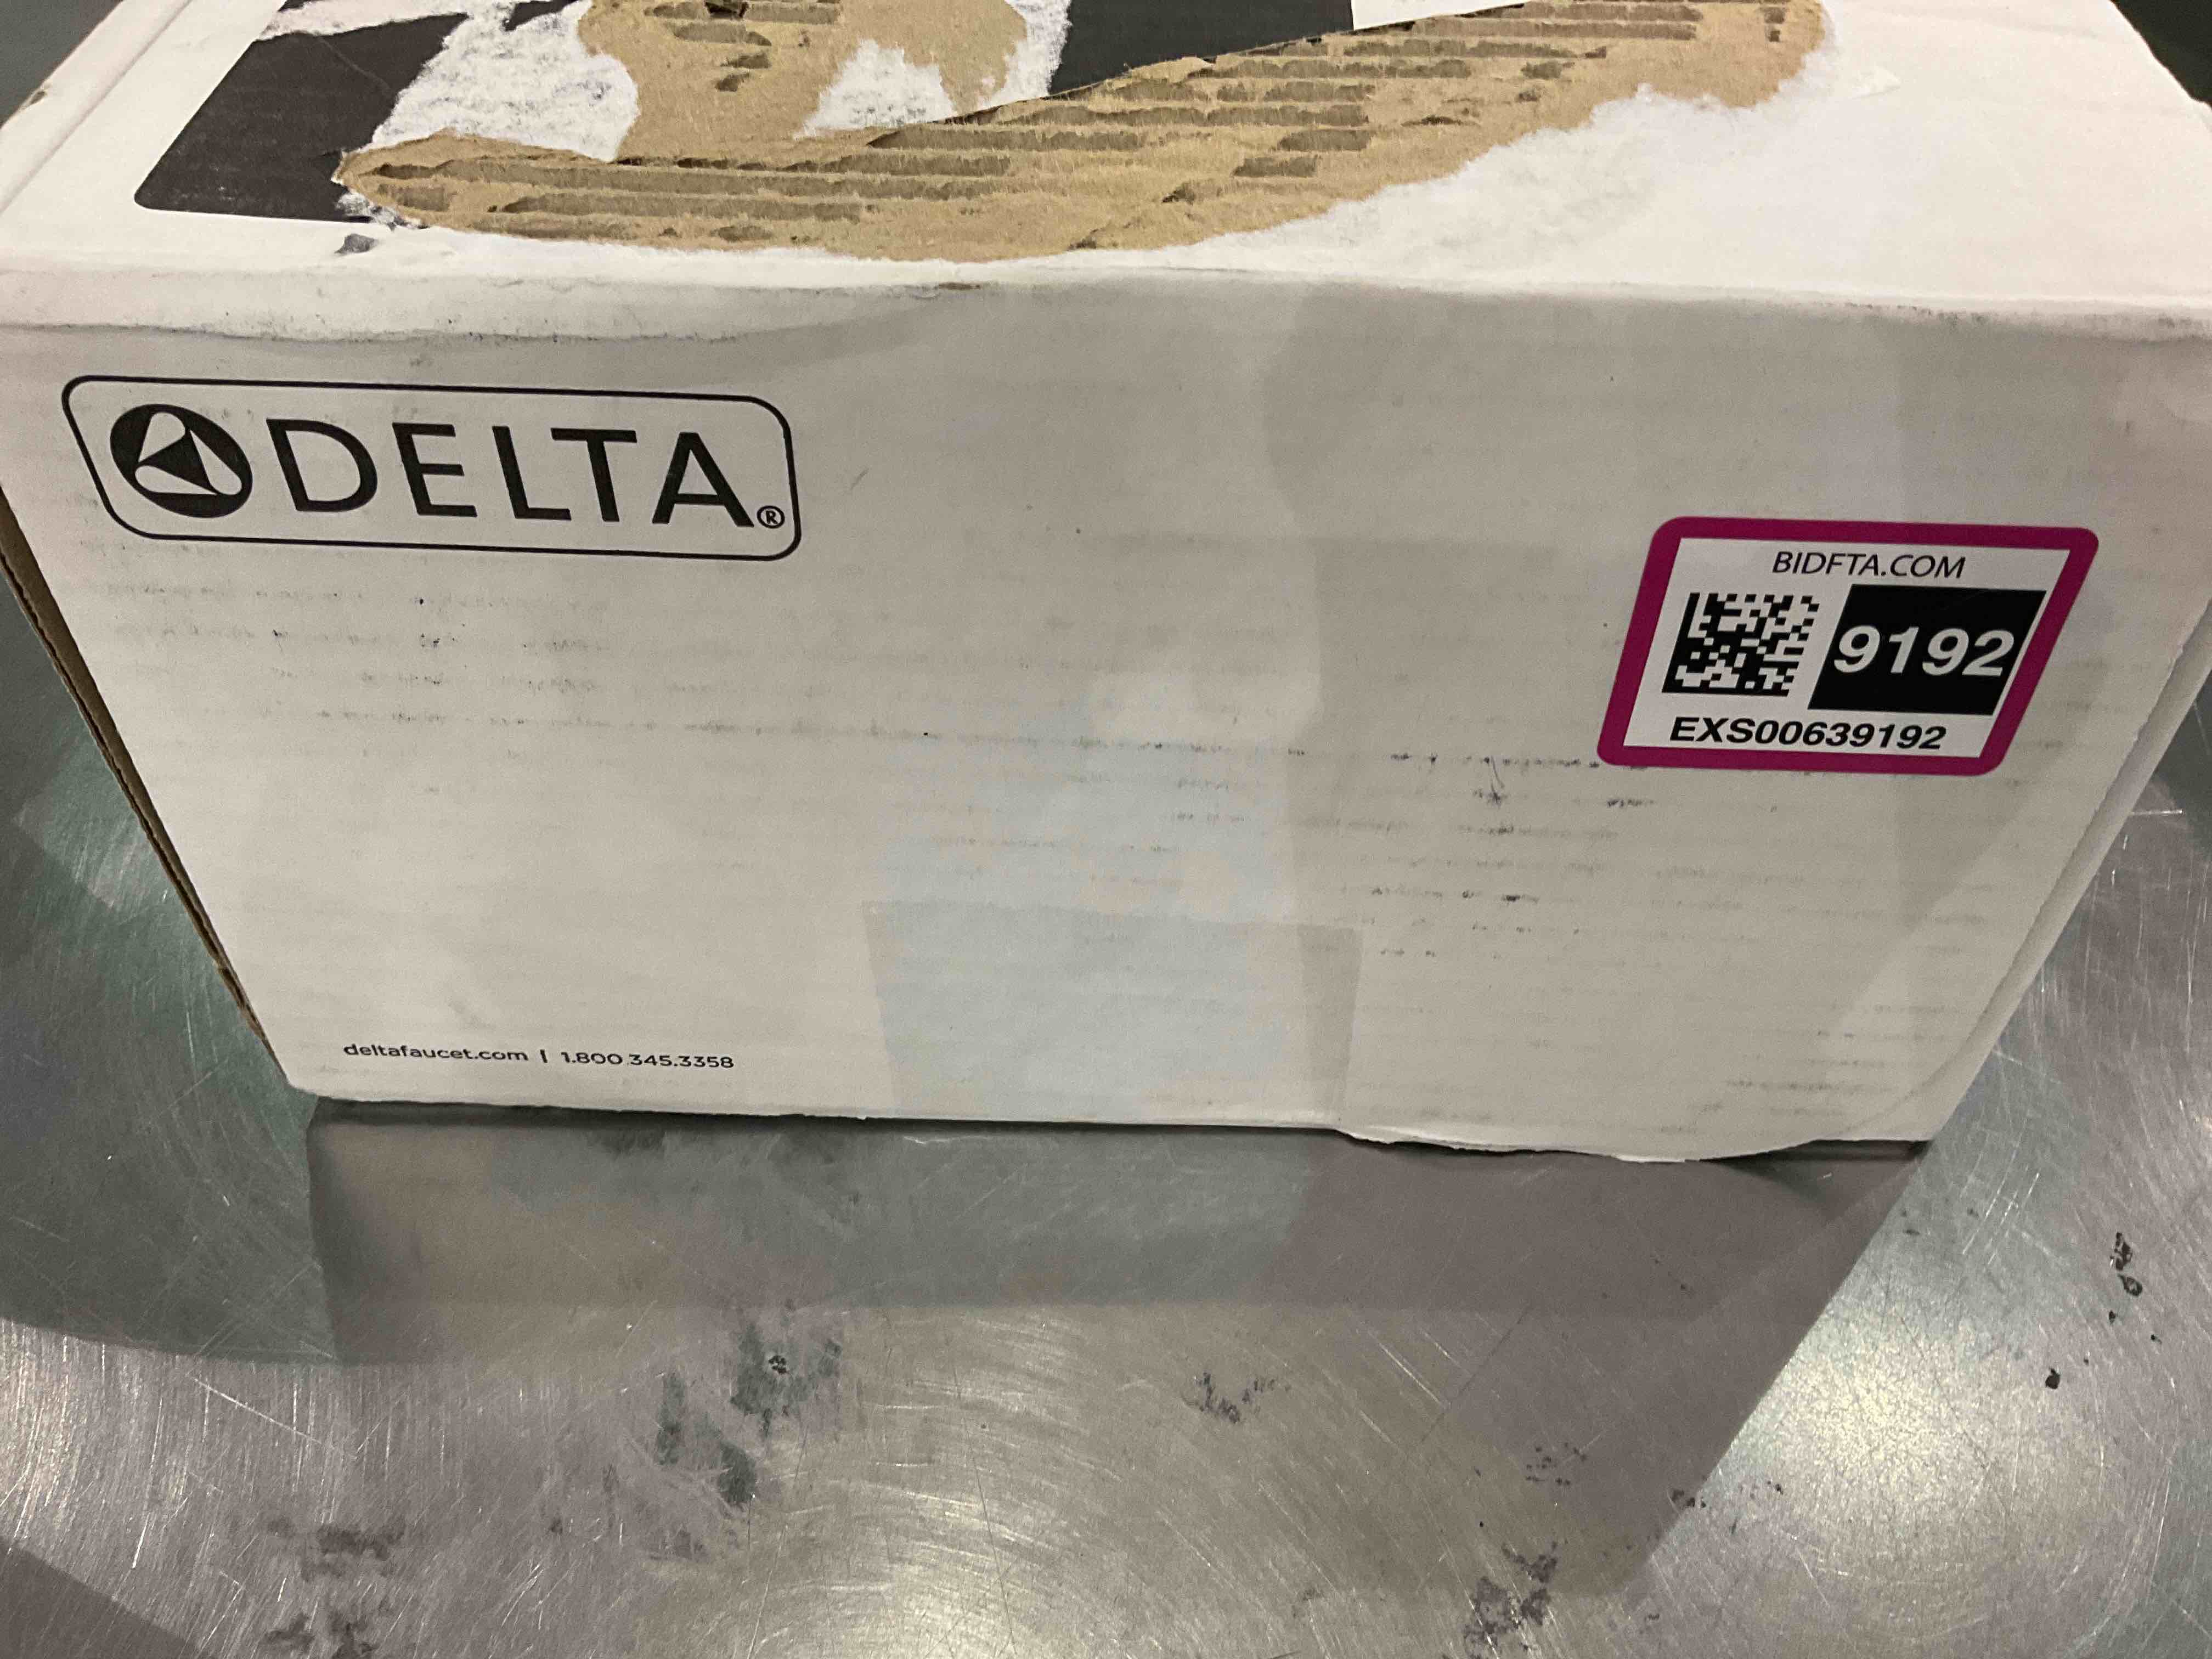 DELTA®
BIDFTA.COM
9192
EXS00639192
deltafaucet.com | 1.800.345.3358